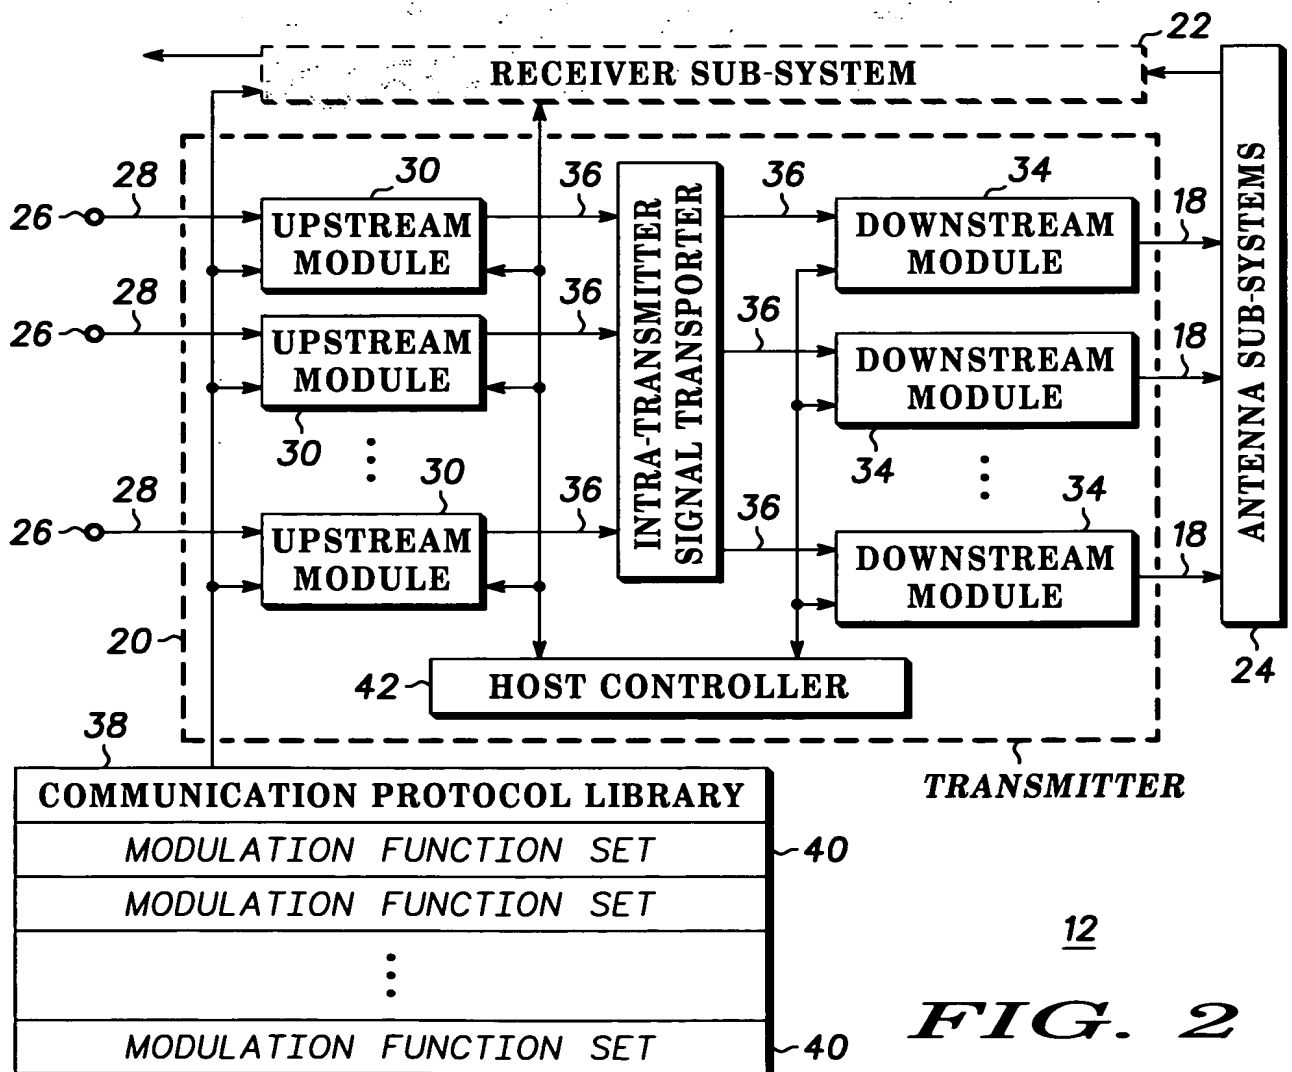 22
RECEIVER SUB-SYSTEM
28
30
36
36
34
18
26
UPSTREAM
MODULE
DOWNSTREAM
MODULE
28
36
36
18
26
UPSTREAM
MODULE
DOWNSTREAM
MODULE
30
34
28
30
36
36
34
18
26
UPSTREAM
MODULE
DOWNSTREAM
MODULE
INTRA-TRANSMITTER
SIGNAL TRANSPORTER
ANTENNA SUB-SYSTEMS
20
24
42
HOST CONTROLLER
38
TRANSMITTER
COMMUNICATION PROTOCOL LIBRARY
MODULATION FUNCTION SET
40
MODULATION FUNCTION SET
MODULATION FUNCTION SET
40
12
FIG. 2